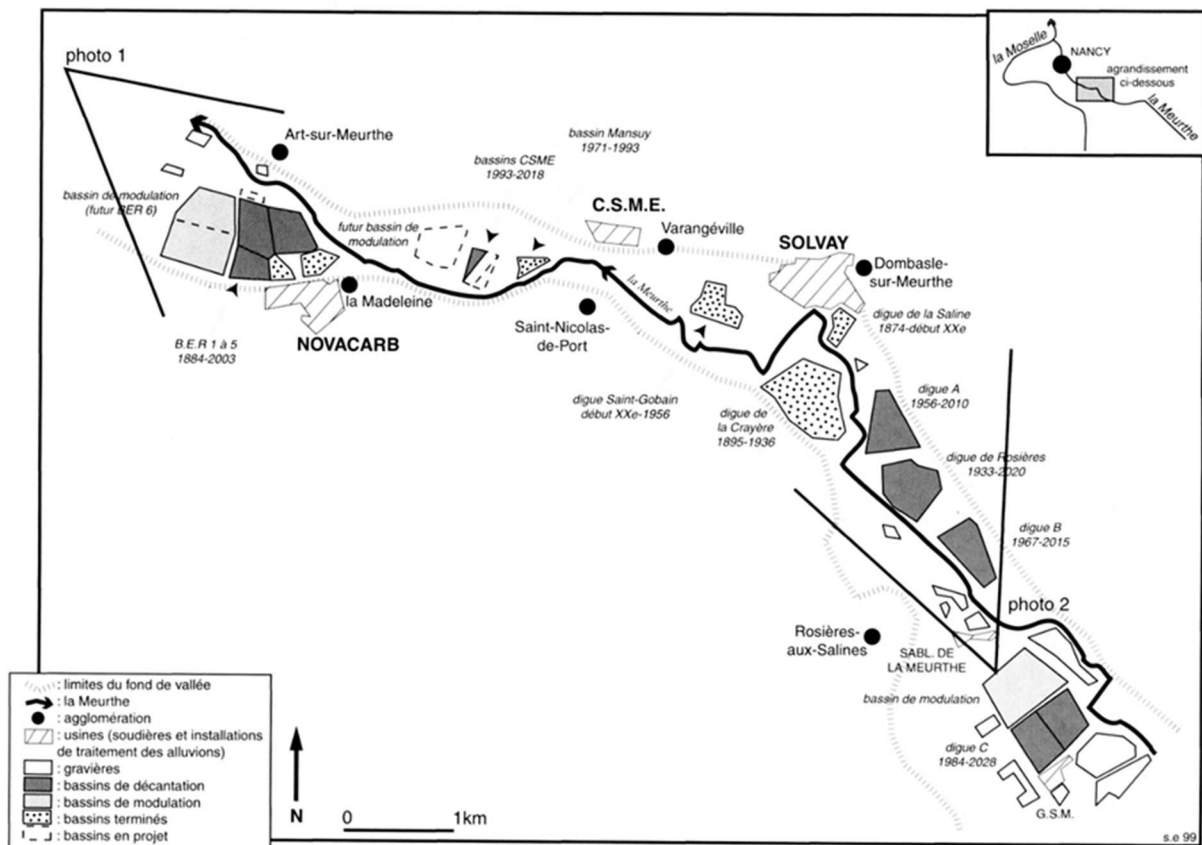 photo 1
la Moselle
NANCY
agrandissement
ci-dessous
la Meurthe
Art-sur-Meurthe
bassin Mansuy
1971-1993
bassins CSME
1993-2018
bassin de modulation
(futur BER 6)
futur bassin de
modulation
C.S.M.E.
Varangéville
SOLVAY
Dombasle-
sur-Meurthe
la Meurthe
la Madeleine
NOVACARB
B.E.R 1 à 5
1884-2003
Saint-Nicolas-
de-Port
digue de la Saline
1874-début XXe
digue Saint-Gobain
début XXe-1956
digue de
la Crayère
1895-1936
digue A
1956-2010
digue de Rosières
1933-2020
digue B
1967-2015
photo 2
Rosières-
aux-Salines
SABL. DE
LA MEURTHE
bassin de modulation
digue C
1984-2028
G.S.M.
: limites du fond de vallée
: la Meurthe
: agglomération
: usines (soudières et installations
de traitement des alluvions)
: gravières
: bassins de décantation
: bassins de modulation
: bassins terminés
: bassins en projet
N
0 1km
s.e 99